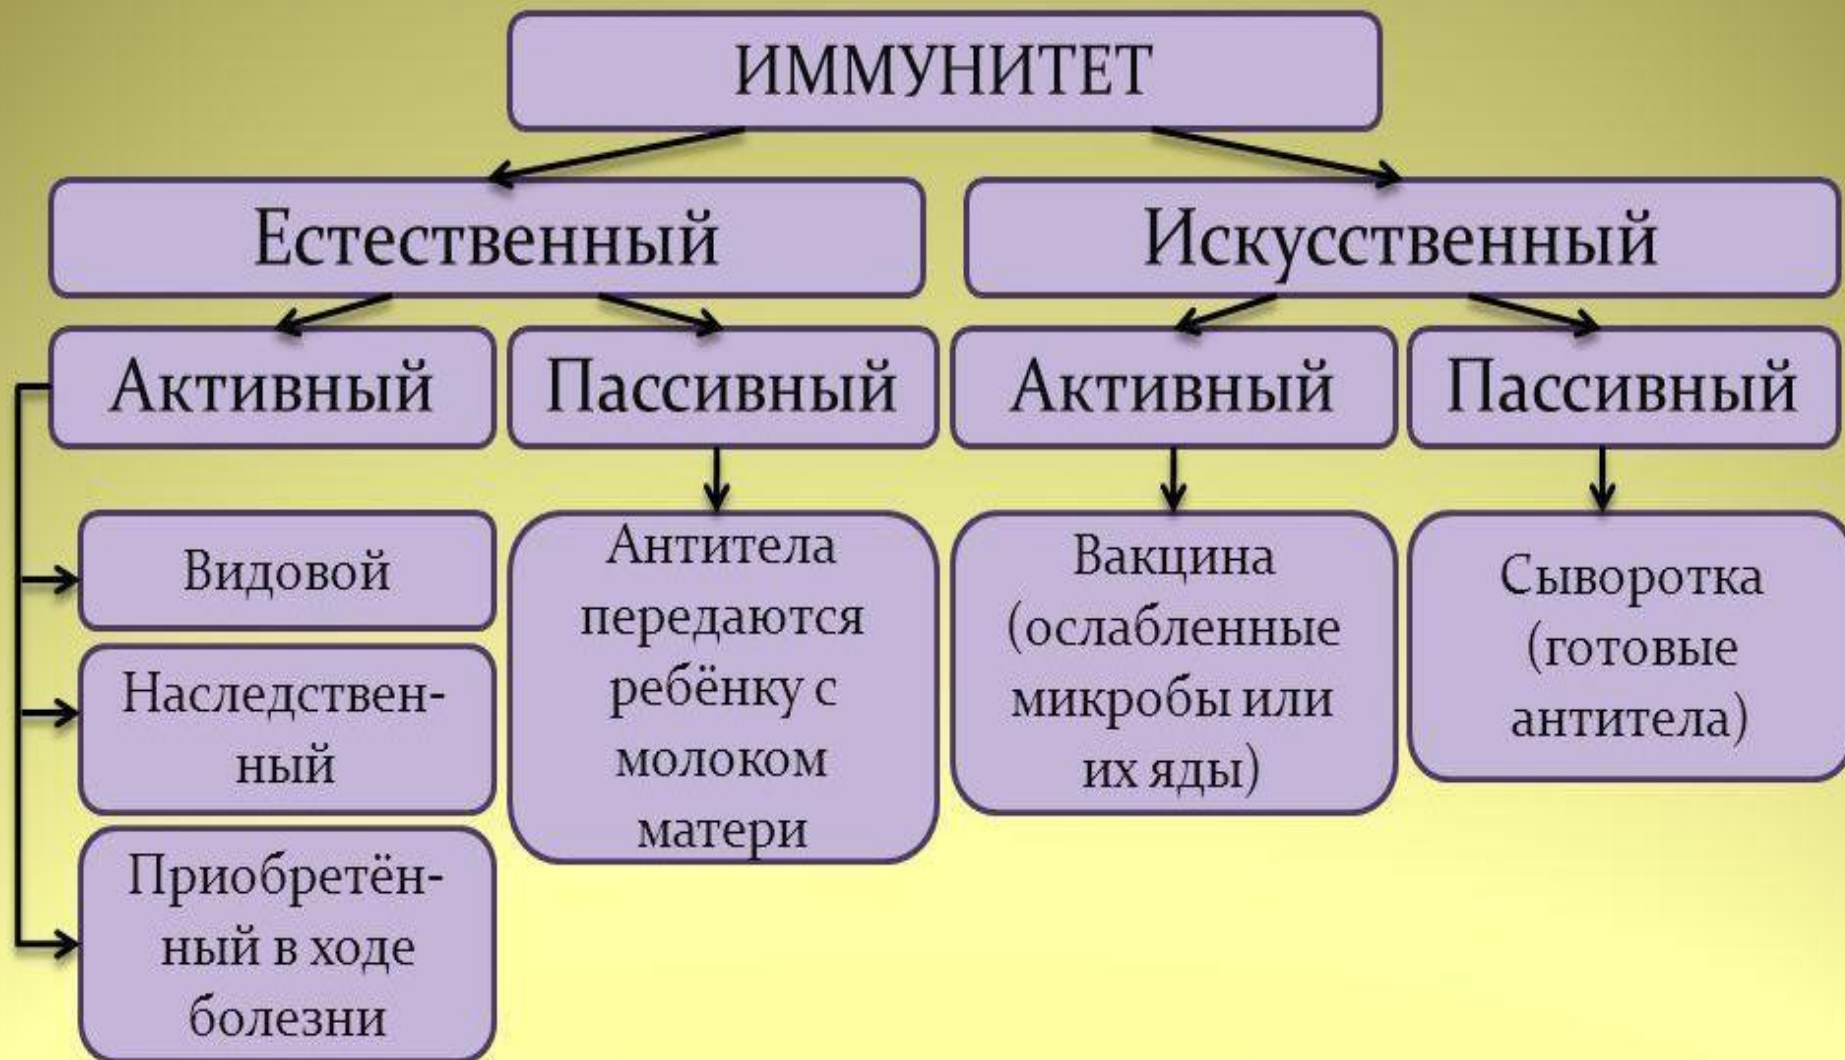 ИММУНИТЕТ
Естественный
Искусственный
Активный
Пассивный
Активный
Пассивный
Видовой
Наследствен-
ный
Приобретён-
ный в ходе
болезни
Антитела
передаются
ребёнку с
молоком
матери
Вакцина
(ослабленные
микробы или
их яды)
Сыворотка
(готовые
антитела)